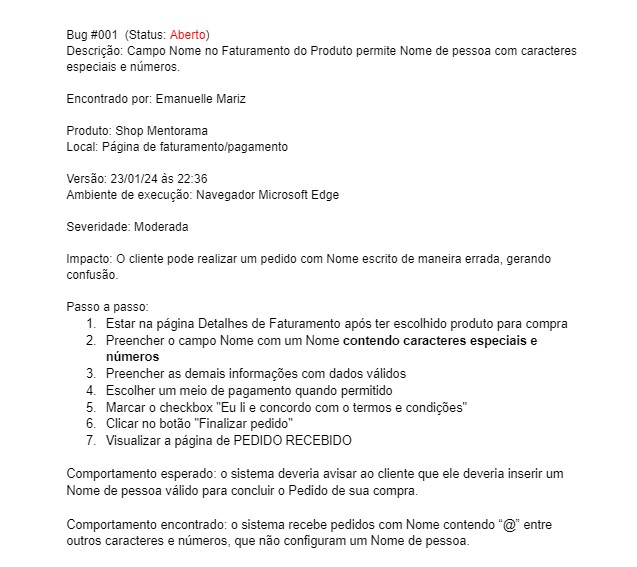 Bug #001  (Status: Aberto)
Descrição: Campo Nome no Faturamento do Produto permite Nome de pessoa com caracteres
especiais e números.
Encontrado por: Emanuelle Mariz
Produto: Shop Mentorama
Local: Página de faturamento/pagamento
Versão: 23/01/24 às 22:36
Ambiente de execução: Navegador Microsoft Edge
Severidade: Moderada
Impacto: O cliente pode realizar um pedido com Nome escrito de maneira errada, gerando
confusão.
Passo a passo:
1. Estar na página Detalhes de Faturamento após ter escolhido produto para compra
2. Preencher o campo Nome com um Nome contendo caracteres especiais e
números
3. Preencher as demais informações com dados válidos
4. Escolher um meio de pagamento quando permitido
5. Marcar o checkbox "Eu li e concordo com o termos e condições"
6. Clicar no botão "Finalizar pedido"
7. Visualizar a página de PEDIDO RECEBIDO
Comportamento esperado: o sistema deveria avisar ao cliente que ele deveria inserir um
Nome de pessoa válido para concluir o Pedido de sua compra.
Comportamento encontrado: o sistema recebe pedidos com Nome contendo “@” entre
outros caracteres e números, que não configuram um Nome de pessoa.